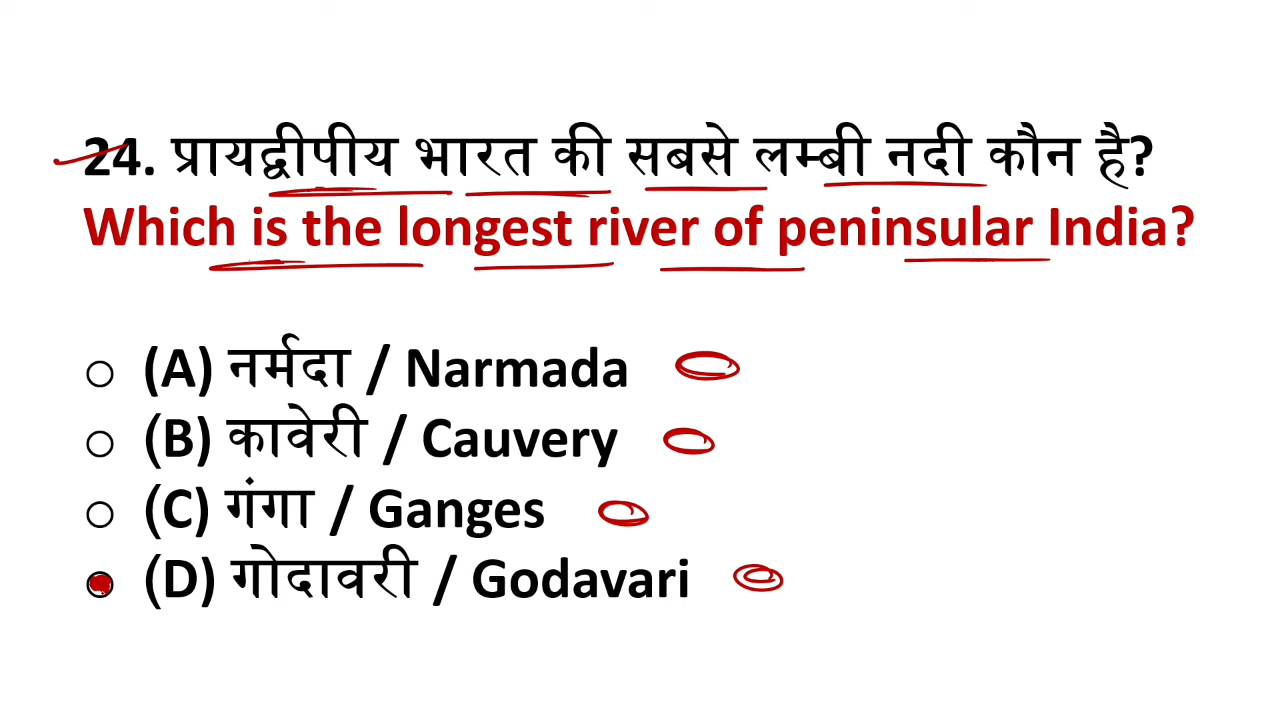 24. प्रायद्वीपीय भारत की सबसे लम्बी नदी कौन है?
Which is the longest river of peninsular India?
(A) नर्मदा / Narmada
(B) कावेरी / Cauvery
(C) गंगा / Ganges
(D) गोदावरी / Godavari